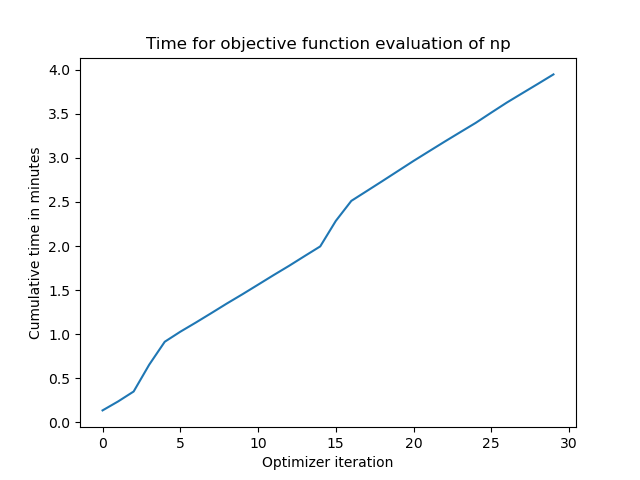 Time for objective function evaluation of np
Cumulative time in minutes
4.0
3.5
3.0
2.5
2.0
1.5
1.0
0.5
0.0
0 5 10 15 20 25 30
Optimizer iteration